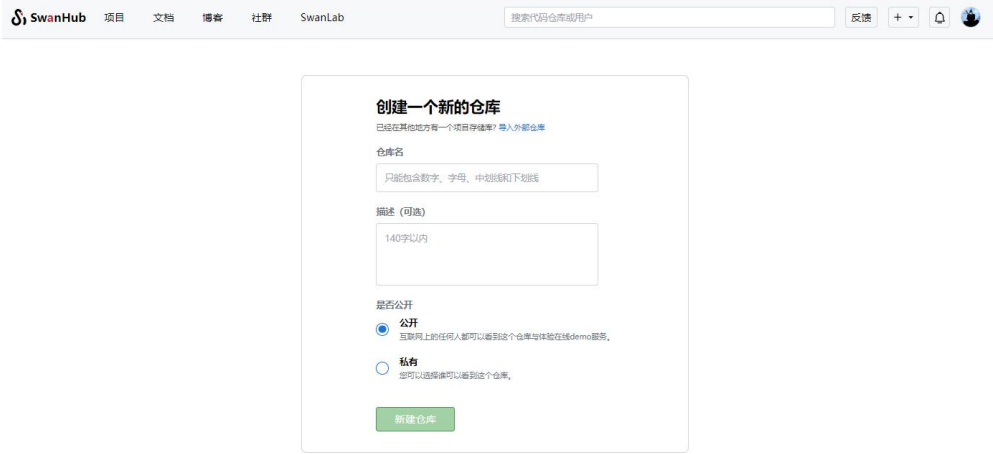 SwanHub 项目 文档 博客 社群 SwanLab 搜索代码仓库或用户 反馈
创建一个新的仓库
已经在其他地方有一个项目存储库? 导入外部仓库
仓库名
只能包含数字、字母、中划线和下划线
描述（可选）
140字以内
是否公开
公开
互联网上的任何人都可以看到这个仓库与体验在线demo服务。
私有
您可以选择谁可以看到这个仓库。
新建仓库